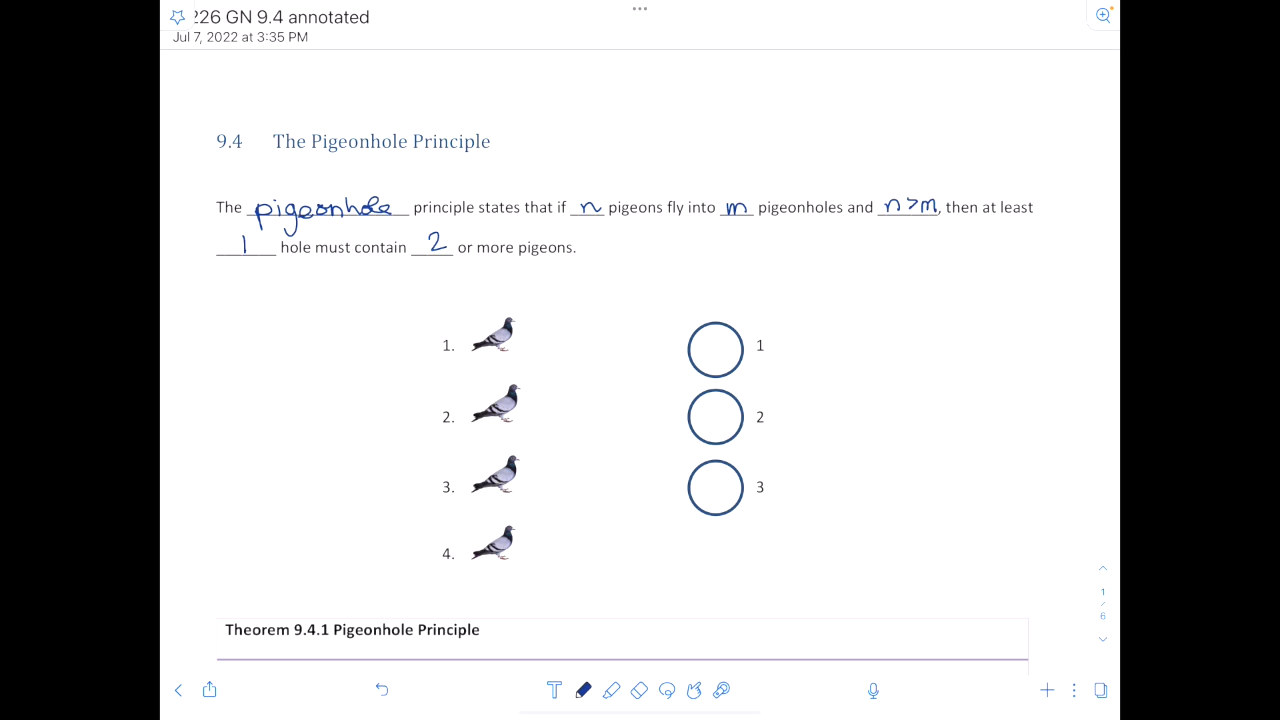 226 GN 9.4 annotated
Jul 7, 2022 at 3:35 PM
9.4 The Pigeonhole Principle
The pigeonhole principle states that if n pigeons fly into m pigeonholes and n>m, then at least
1 hole must contain 2 or more pigeons.
1. 1
2. 2
3. 3
4.
1
/
6
Theorem 9.4.1 Pigeonhole Principle
T